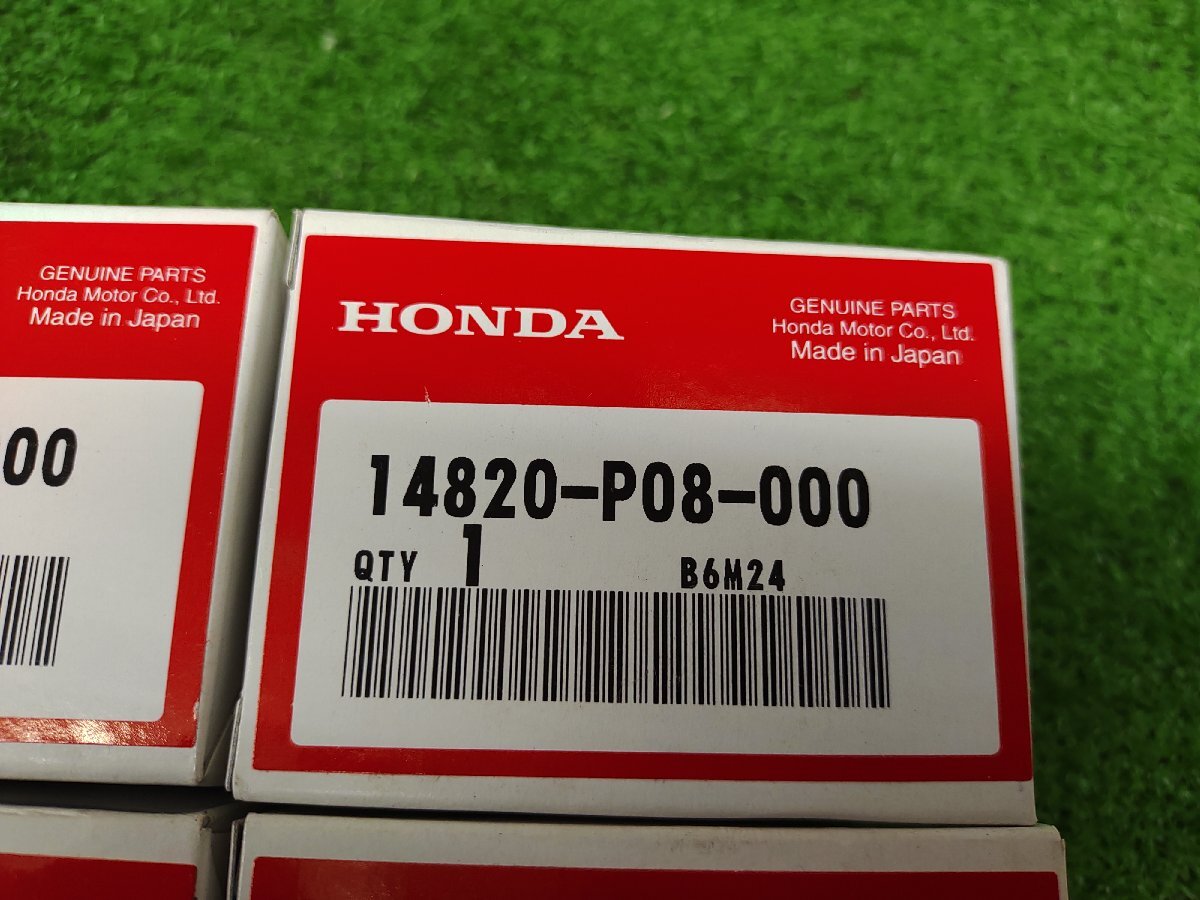 GENUINE PARTS
Honda Motor Co., Ltd.
Made in Japan
00
HONDA
GENUINE PARTS
Honda Motor Co., Ltd.
Made in Japan
14820-P08-000
QTY 1 B6M24